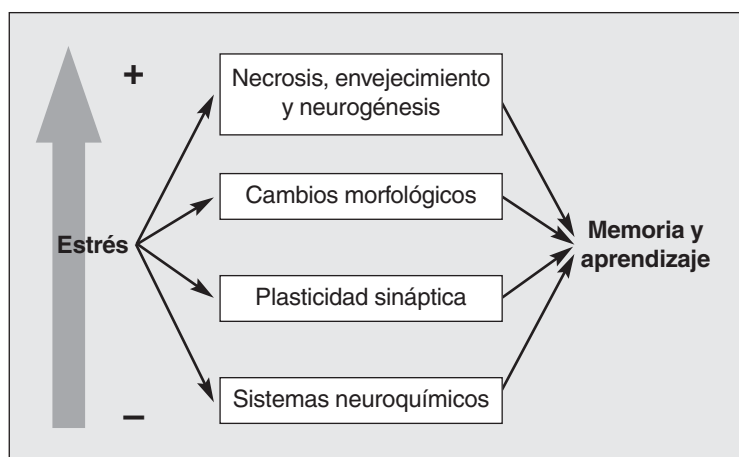 +
Necrosis, envejecimiento
y neurogénesis
Cambios morfológicos
Estrés
Memoria y
aprendizaje
Plasticidad sináptica
Sistemas neuroquímicos
–